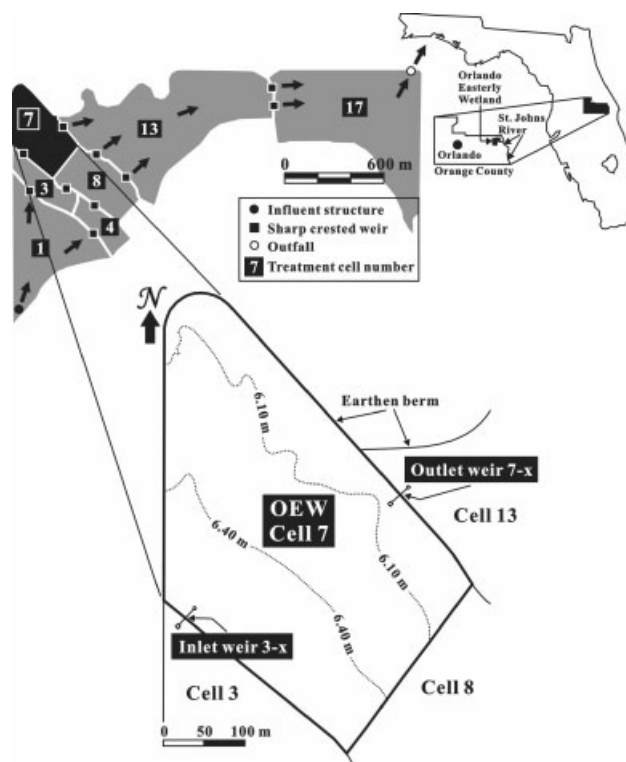 7
13
17
3
8
4
1
0
600 m
Influent structure
Sharp crested weir
Outfall
7 Treatment cell number
Orlando
Easterly
Wetland
St. Johns
River
Orlando
Orange County
N
6.10 m
Earthen berm
Outlet weir 7-x
Cell 13
OEW
Cell 7
6.40 m
6.10 m
6.40 m
Inlet weir 3-x
Cell 3
Cell 8
0 50 100 m